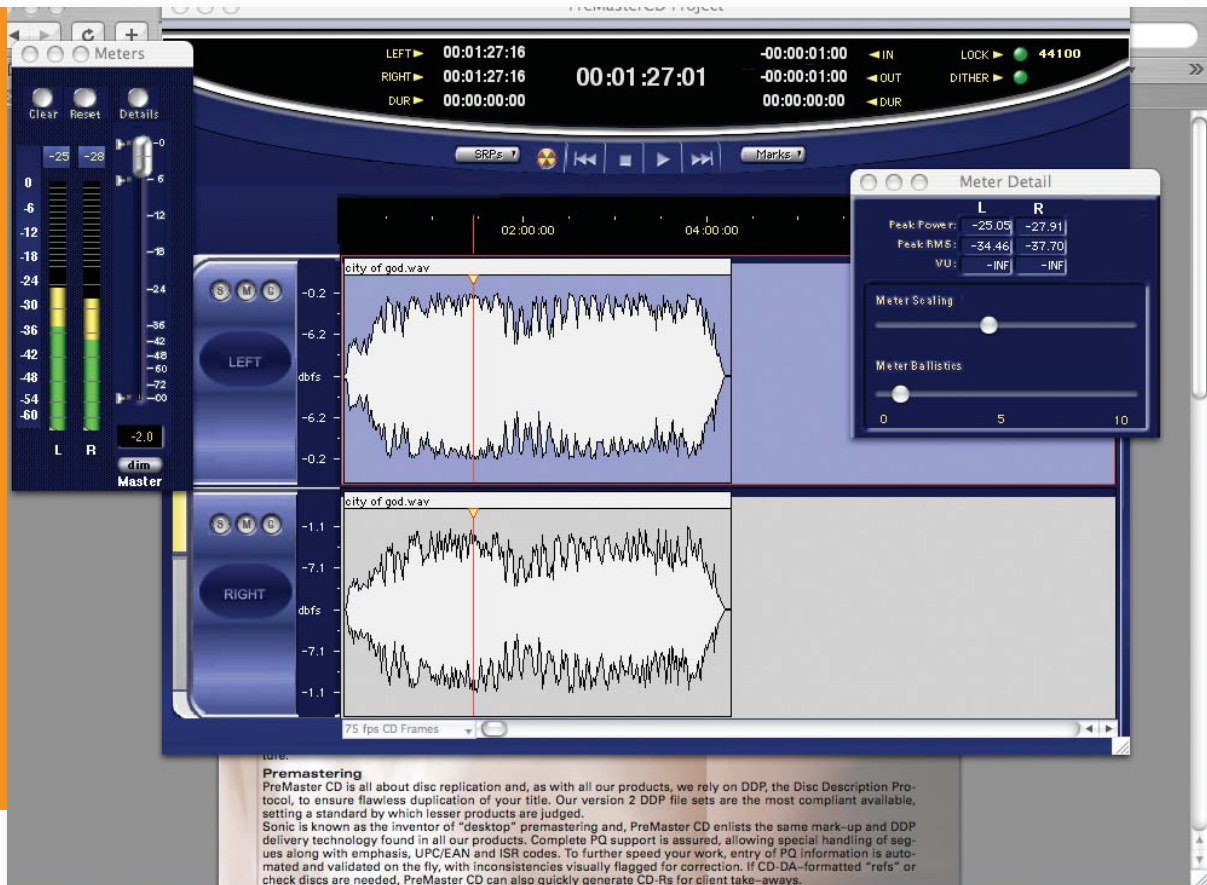 PreMasterCD Project
Meters
Clear Reset Details
-25 -28
0
-6
-12
-18
-24
-30
-36
-42
-48
-54
-60
L R
-0
-6
-12
-18
-24
-36
-42
-48
-60
-72
-00
-2.0
dim
Master
LEFT 00:01:27:16
RIGHT 00:01:27:16
DUR 00:00:00:00
00:01:27:01
-00:00:01:00 IN
-00:00:01:00 OUT
00:00:00:00 DUR
LOCK 44100
DITHER
SRPs
Marks
02:00:00 04:00:00
Meter Detail
L R
Peak Power: -25.05 -27.91
Peak RMS: -34.46 -37.70
VU: -INF -INF
Meter Scaling
Meter Ballistics
0 5 10
city of god.wav
S M C
LEFT
-0.2
-6.2
dbfs
-6.2
-0.2
city of god.wav
S M C
RIGHT
-1.1
-7.1
dbfs
-7.1
-1.1
75 fps CD Frames
ture.
Premastering
PreMaster CD is all about disc replication and, as with all our products, we rely on DDP, the Disc Description Pro-
tocol, to ensure flawless duplication of your title. Our version 2 DDP file sets are the most compliant available,
setting a standard by which lesser products are judged.
Sonic is known as the inventor of "desktop" premastering and, PreMaster CD enlists the same mark-up and DDP
delivery technology found in all our products. Complete PQ support is assured, allowing special handling of seg-
ues along with emphasis, UPC/EAN and ISR codes. To further speed your work, entry of PQ information is auto-
mated and validated on the fly, with inconsistencies visually flagged for correction. If CD-DA-formatted "refs" or
check discs are needed, PreMaster CD can also quickly generate CD-Rs for client take-aways.